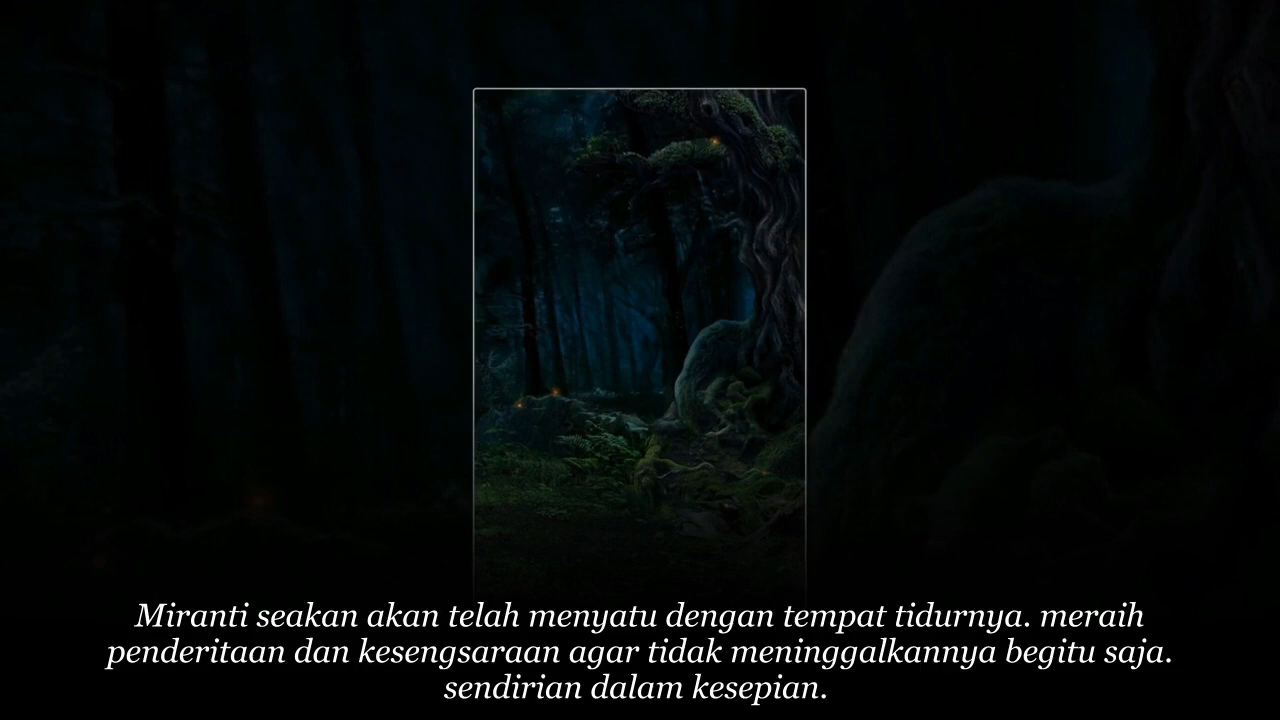 Miranti seakan akan telah menyatu dengan tempat tidurnya. meraih
penderitaan dan kesengsaraan agar tidak meninggalkannya begitu saja.
sendirian dalam kesepian.